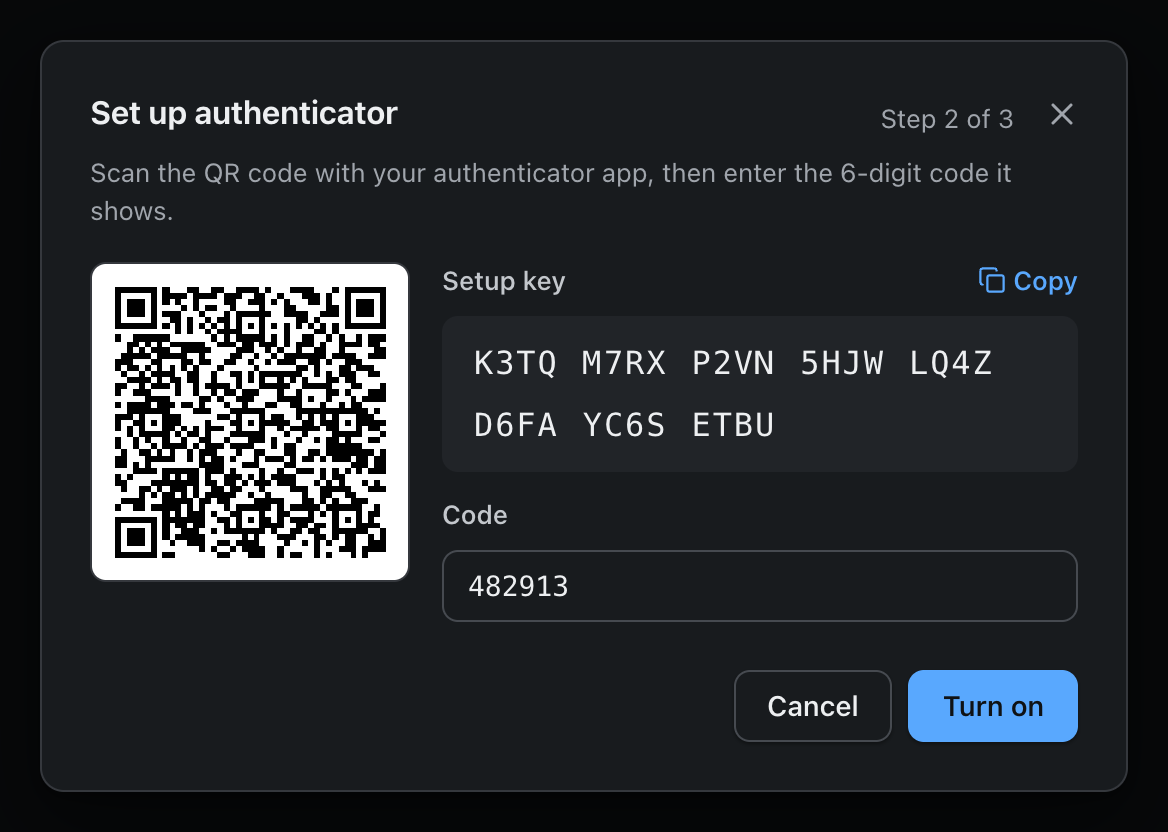 Set up authenticator
Step 2 of 3
Scan the QR code with your authenticator app, then enter the 6-digit code it
shows.
Setup key
Copy
K3TQ M7RX P2VN 5HJW LQ4Z
D6FA YC6S ETBU
Code
482913
Cancel
Turn on